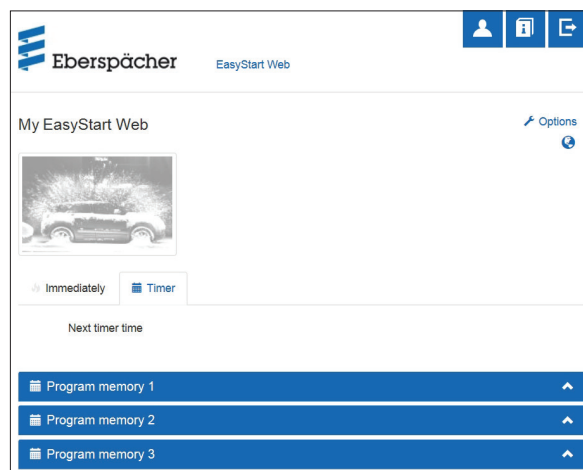 Eberspächer
EasyStart Web
My EasyStart Web
Options
Immediately
Timer
Next timer time
Program memory 1
Program memory 2
Program memory 3